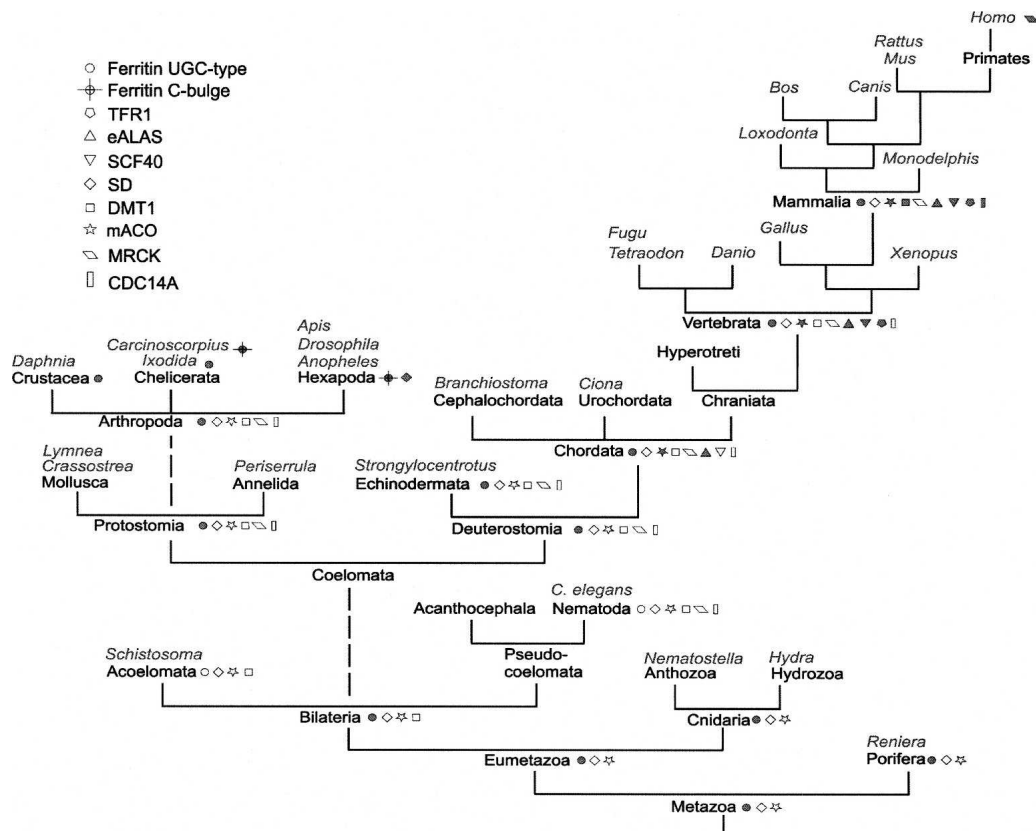 Homo
Rattus
Mus
Primates
Ferritin UGC-type
Ferritin C-bulge
TFR1
eALAS
SCF40
SD
DMT1
mACO
MRCK
CDC14A
Bos
Canis
Loxodonta
Monodelphis
Mammalia
Gallus
Xenopus
Fugu
Tetraodon
Danio
Vertebrata
Hyperotreti
Chraniata
Apis
Drosophila
Anopheles
Hexapoda
Carcinoscorpius
Ixodida
Chelicerata
Daphnia
Crustacea
Arthropoda
Branchiostoma
Cephalochordata
Ciona
Urochordata
Chordata
Lymnea
Crassostrea
Mollusca
Periserrula
Annelida
Protostomia
Strongylocentrotus
Echinodermata
Deuterostomia
Coelomata
Acanthocephala
C. elegans
Nematoda
Pseudo-
coelomata
Schistosoma
Acoelomata
Bilateria
Nematostella
Anthozoa
Hydra
Hydrozoa
Cnidaria
Eumetazoa
Reniera
Porifera
Metazoa